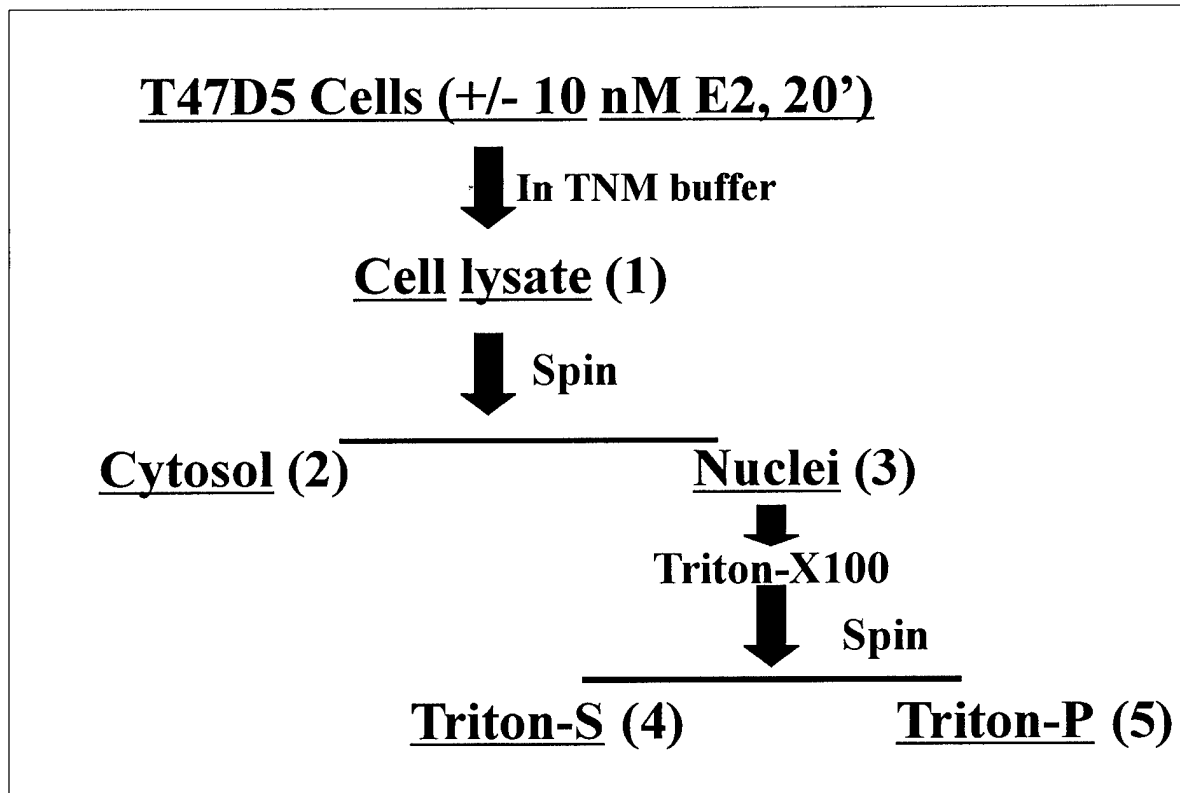 T47D5 Cells (+/- 10 nM E2, 20’)
In TNM buffer
Cell lysate (1)
Spin
Cytosol (2)
Nuclei (3)
Triton-X100
Spin
Triton-S (4)
Triton-P (5)